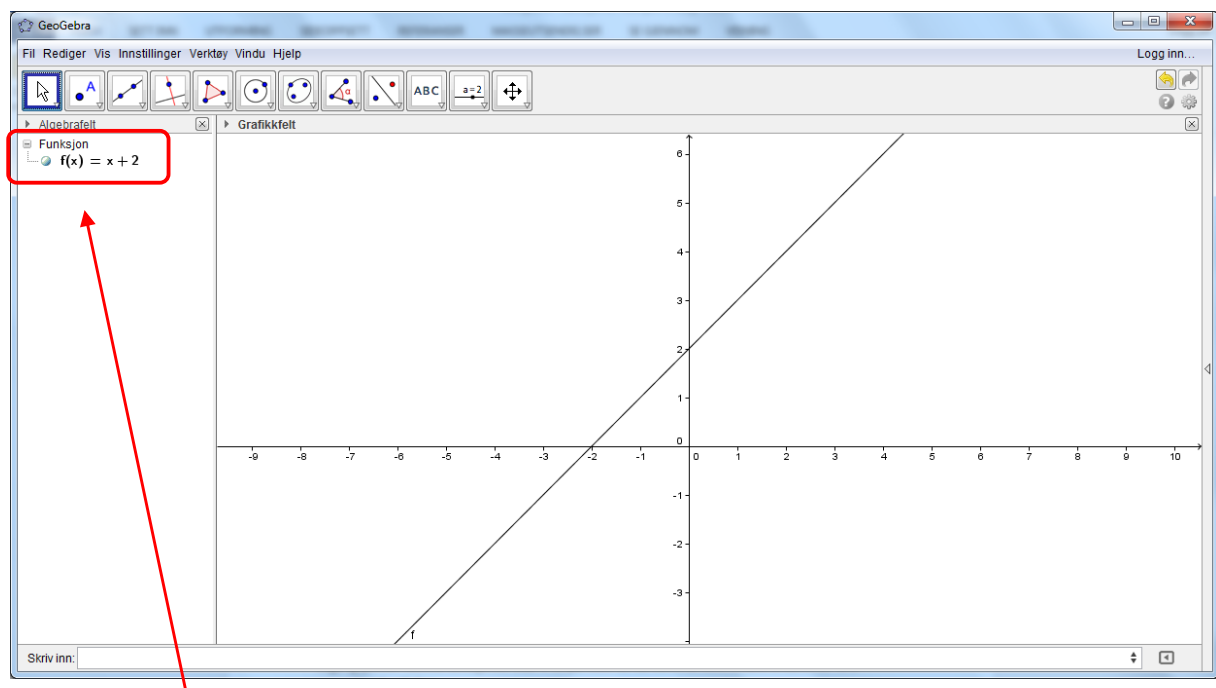 GeoGebra
Fil Rediger Vis Innstillinger Verktøy Vindu Hjelp
Logg inn...
A
α
ABC
a=2
Algebrafelt
Grafikkfelt
Funksjon
f(x) = x + 2
6
5
4
3
2
1
0
-9 -8 -7 -6 -5 -4 -3 -2 -1 0 1 2 3 4 5 6 7 8 9 10
-1
-2
-3
f
Skriv inn: